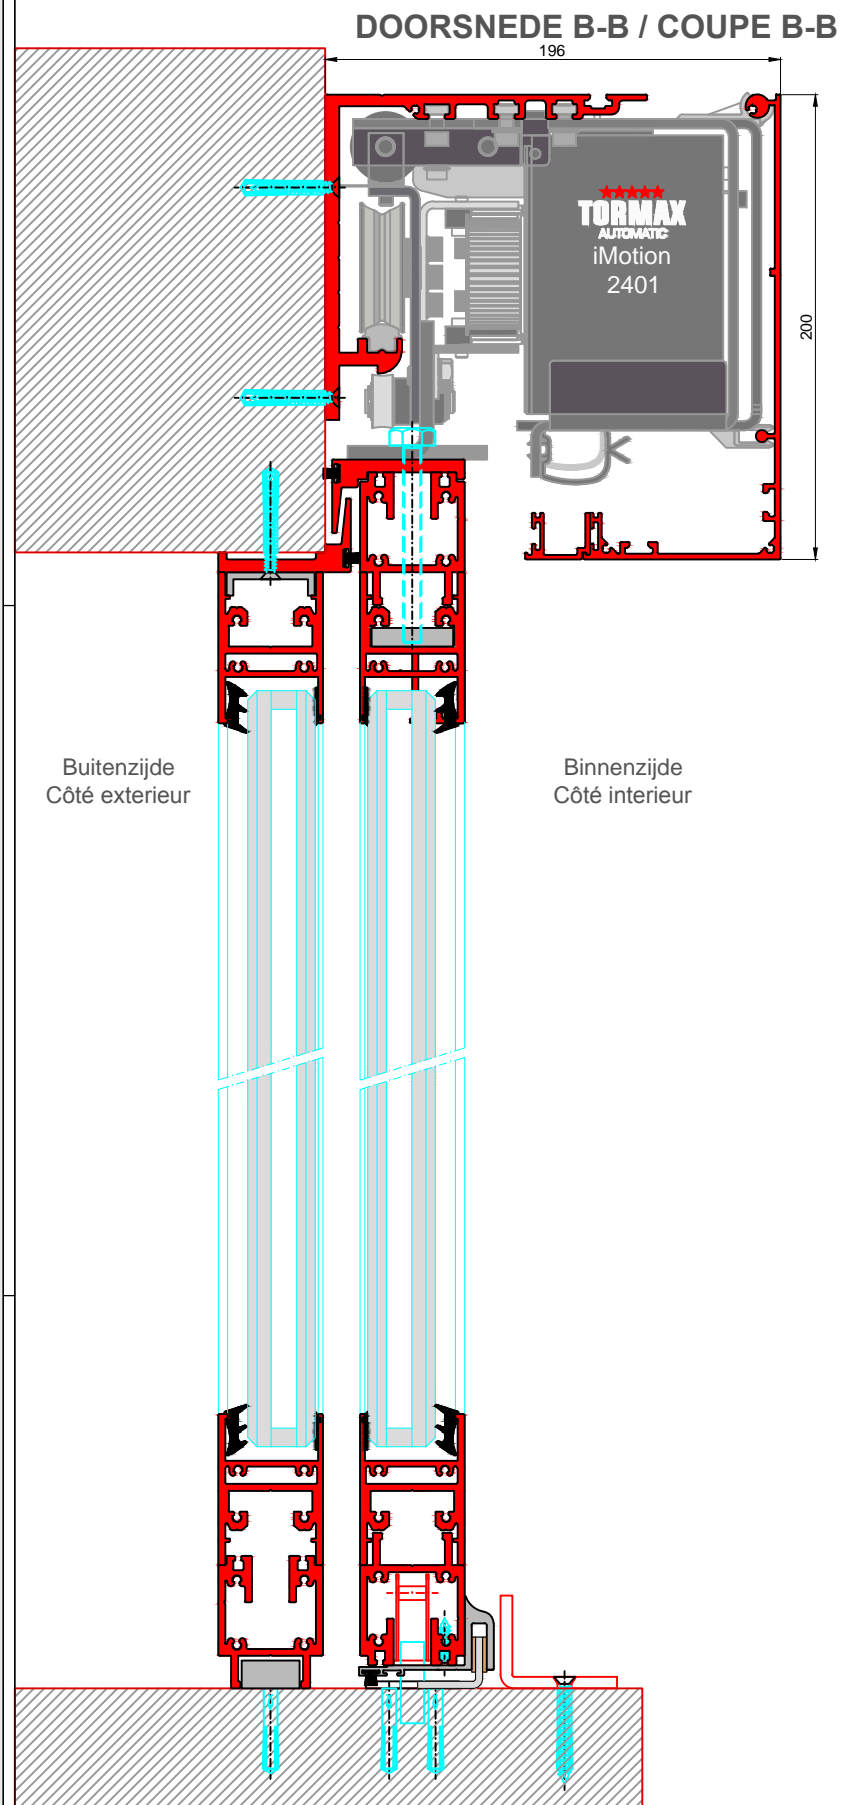 DOORSNEDE B-B / COUPE B-B
196
TORMAX
AUTOMATIC
iMotion
2401
200
Buitenzijde
Côté exterieur
Binnenzijde
Côté interieur